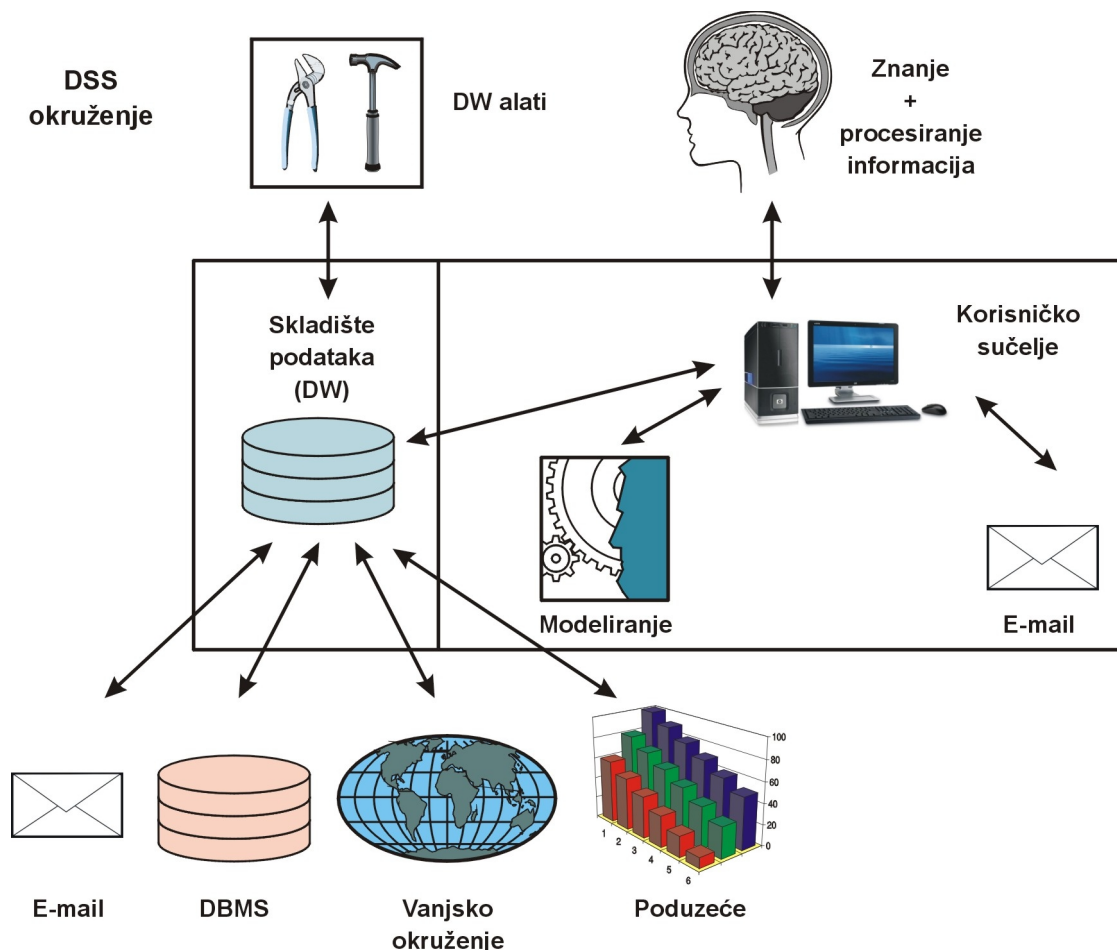 DSS
okruženje
DW alati
Znanje
+
procesiranje
informacija
Skladište
podataka
(DW)
Korisničko
sučelje
Modeliranje
E-mail
100
80
60
40
20
0
1
2
3
4
5
6
E-mail
DBMS
Vanjsko
okruženje
Poduzeće